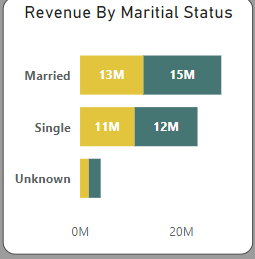 Revenue By Maritial Status
Married 13M 15M
Single 11M 12M
Unknown
0M 20M